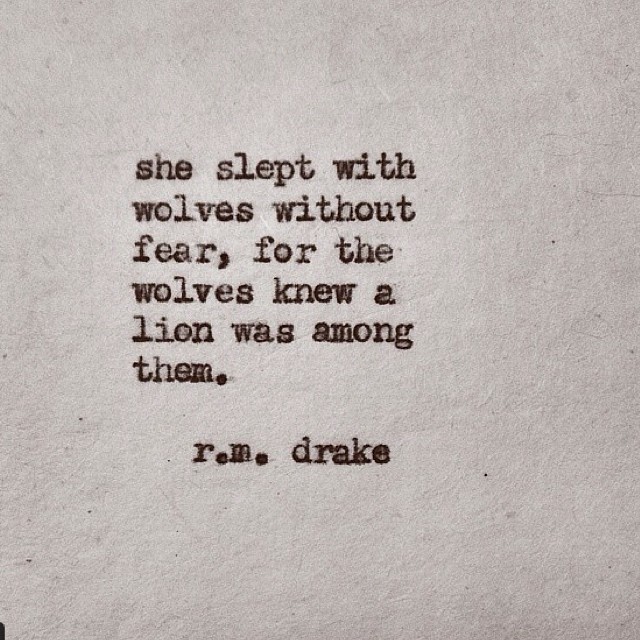 she slept with
wolves without
fear, for the
wolves knew a
lion was among
them.
r.m. drake